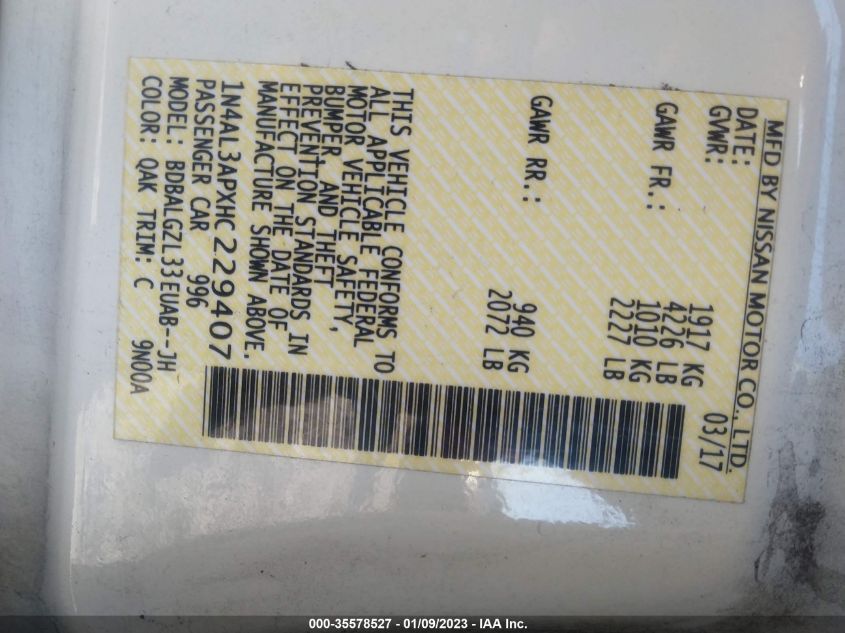 MFD BY NISSAN MOTOR CO., LTD.
DATE: 03/17
GVWR: 1917 KG
4226 LB
GAWR FR.: 1010 KG
2227 LB
GAWR RR.: 940 KG
2072 LB
THIS VEHICLE CONFORMS TO
ALL APPLICABLE FEDERAL
MOTOR VEHICLE SAFETY,
BUMPER, AND THEFT
PREVENTION STANDARDS IN
EFFECT ON THE DATE OF
MANUFACTURE SHOWN ABOVE.
1N4AL3APXHC229407
PASSENGER CAR 996
MODEL: BDBALGZL33EUAB--JH
COLOR: QAK TRIM: C 9N00A
000-35578527 - 01/09/2023 - IAA Inc.